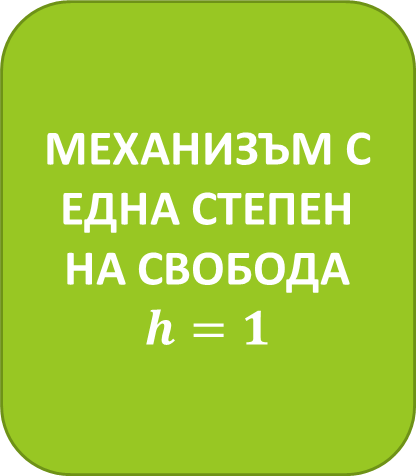 МЕХАНИЗЪМ С
ЕДНА СТЕПЕН
НА СВОБОДА
h = 1